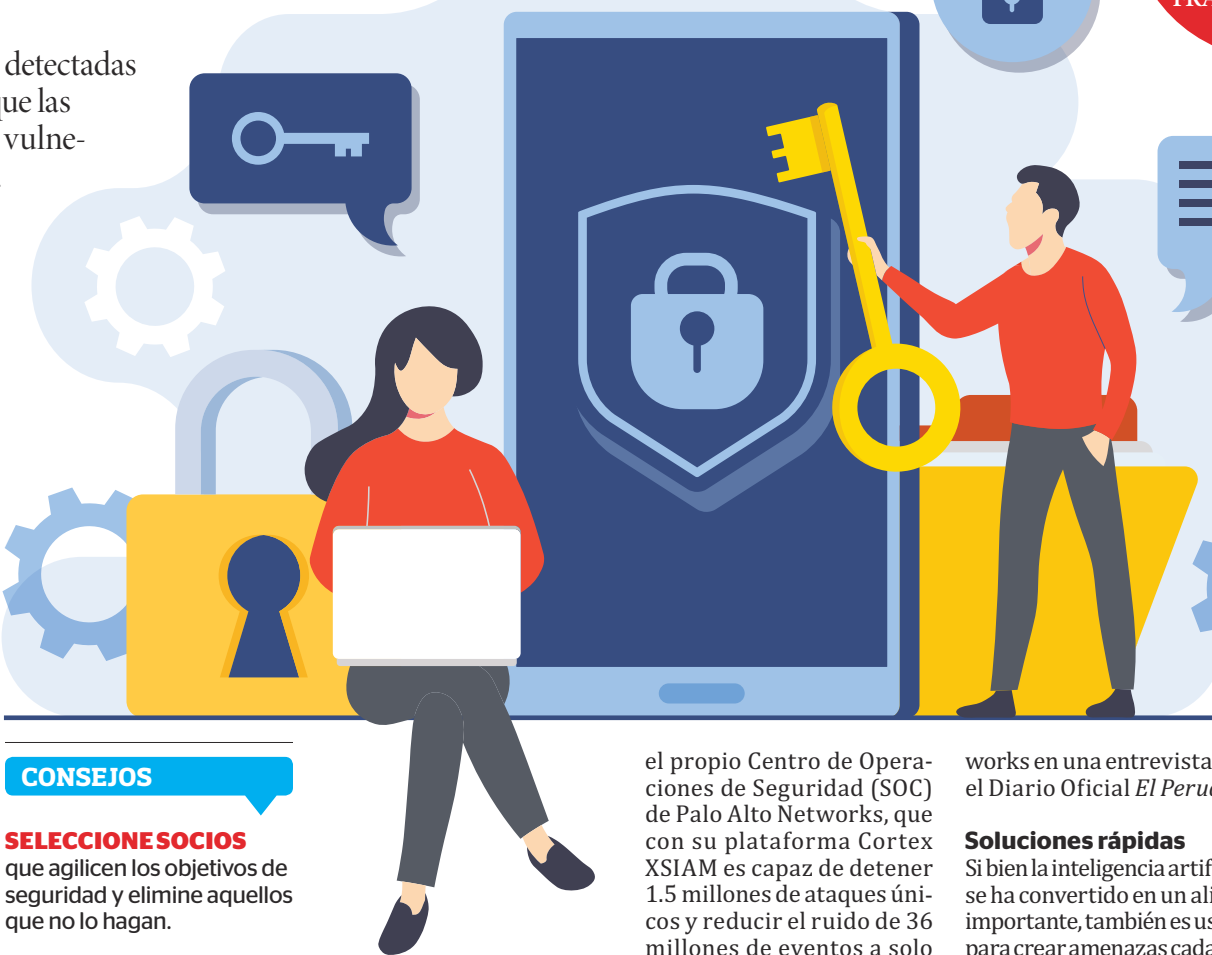 detectadas
que las
vulne-
CONSEJOS
SELECCIONE SOCIOS
que agilicen los objetivos de
seguridad y elimine aquellos
que no lo hagan.
el propio Centro de Opera-
ciones de Seguridad (SOC)
de Palo Alto Networks, que
con su plataforma Cortex
XSIAM es capaz de detener
1.5 millones de ataques úni-
cos y reducir el ruido de 36
millones de eventos a solo
works en una entrevista
el Diario Oficial El Peru
Soluciones rápidas
Si bien la inteligencia artif
se ha convertido en un ali
importante, también es us
para crear amenazas cada